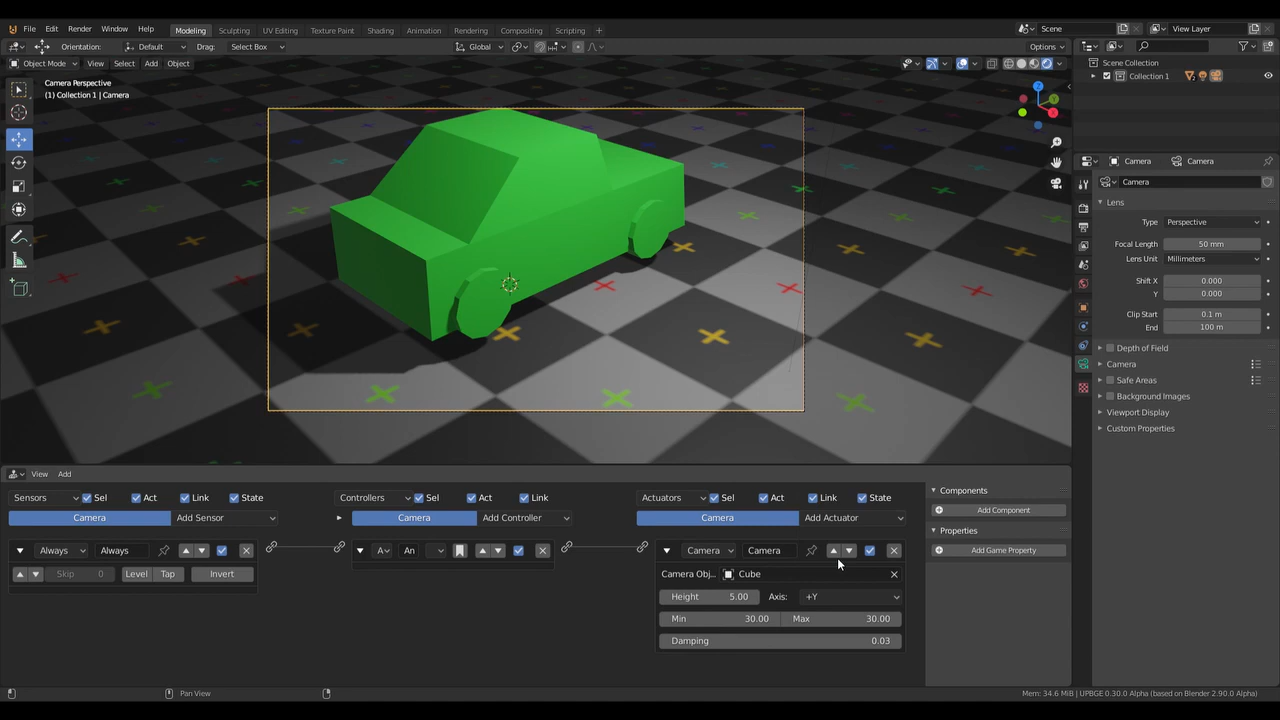 File Edit Render Window Help Modeling Sculpting UV Editing Texture Paint Shading Animation Rendering Compositing Scripting + Scene View Layer
Orientation: Default Drag: Select Box Global Options
Object Mode View Select Add Object
Camera Perspective
(1) Collection 1 | Camera
Z
Y
X
Scene Collection
Collection 1
Camera Camera
Camera
Lens
Type Perspective
Focal Length 50 mm
Lens Unit Millimeters
Shift X 0.000
Y 0.000
Clip Start 0.1 m
End 100 m
Depth of Field
Camera
Safe Areas
Background Images
Viewport Display
Custom Properties
View Add
Sensors Sel Act Link State Controllers Sel Act Link Actuators Sel Act Link State
Camera Add Sensor Camera Add Controller Camera Add Actuator
Always Always A An Camera Camera
Skip 0 Level Tap Invert
Camera Obj... Cube
Height 5.00 Axis: +Y
Min 30.00 Max 30.00
Damping 0.03
Components
Add Component
Properties
Add Game Property
Pan View
Mem: 34.6 MiB | UPBGE 0.30.0 Alpha (based on Blender 2.90.0 Alpha)